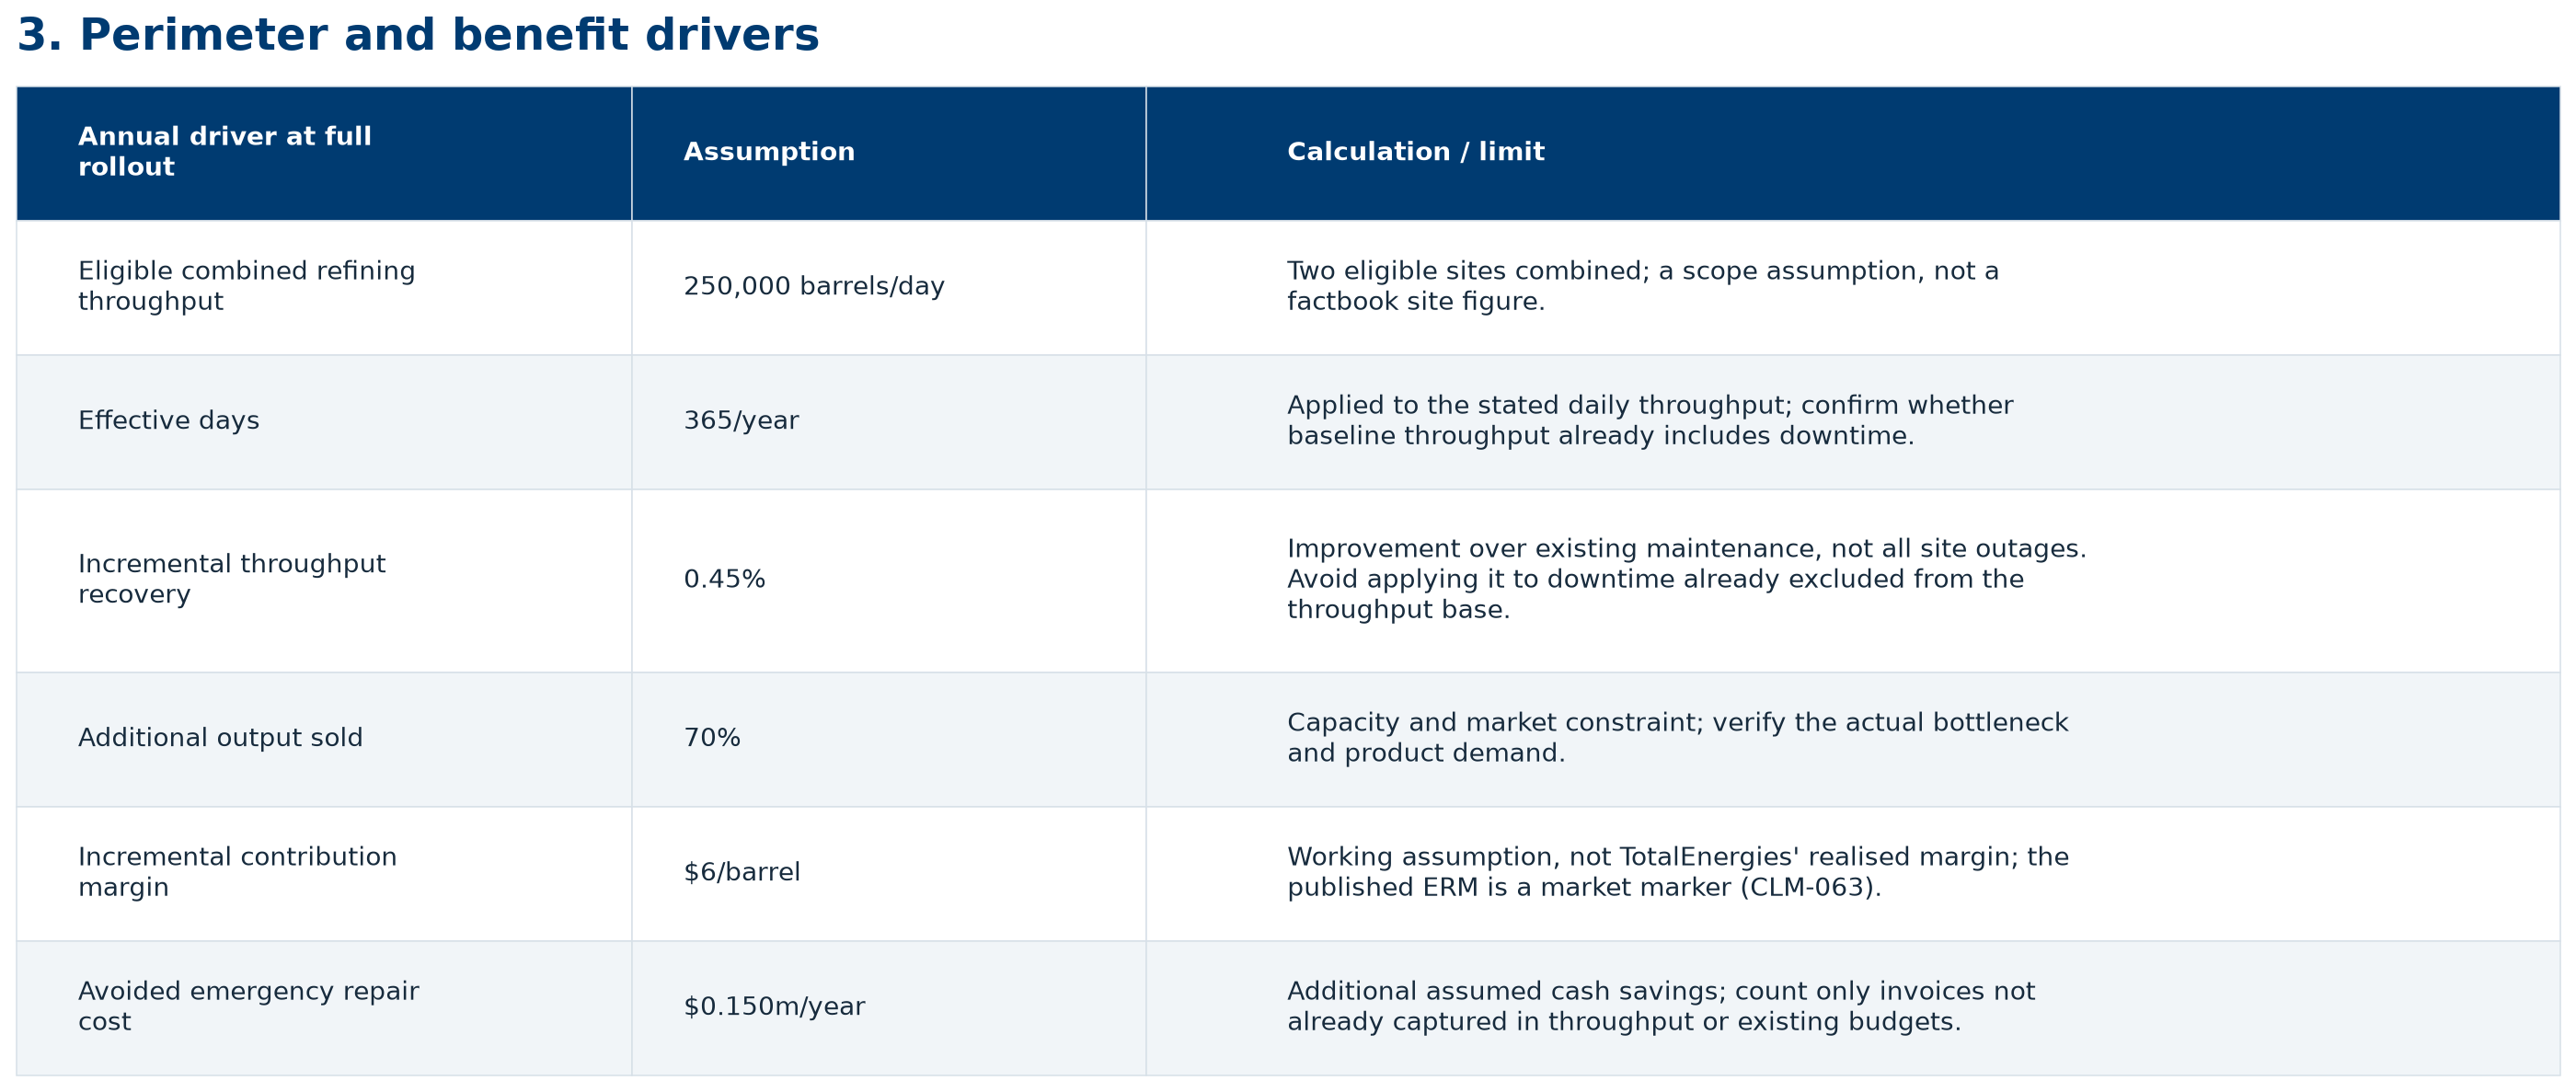 3. Perimeter and benefit drivers
Annual driver at full
rollout
Assumption
Calculation / limit
Eligible combined refining
throughput
250,000 barrels/day
Two eligible sites combined; a scope assumption, not a
factbook site figure.
Effective days
365/year
Applied to the stated daily throughput; confirm whether
baseline throughput already includes downtime.
Incremental throughput
recovery
0.45%
Improvement over existing maintenance, not all site outages.
Avoid applying it to downtime already excluded from the
throughput base.
Additional output sold
70%
Capacity and market constraint; verify the actual bottleneck
and product demand.
Incremental contribution
margin
$6/barrel
Working assumption, not TotalEnergies' realised margin; the
published ERM is a market marker (CLM-063).
Avoided emergency repair
cost
$0.150m/year
Additional assumed cash savings; count only invoices not
already captured in throughput or existing budgets.